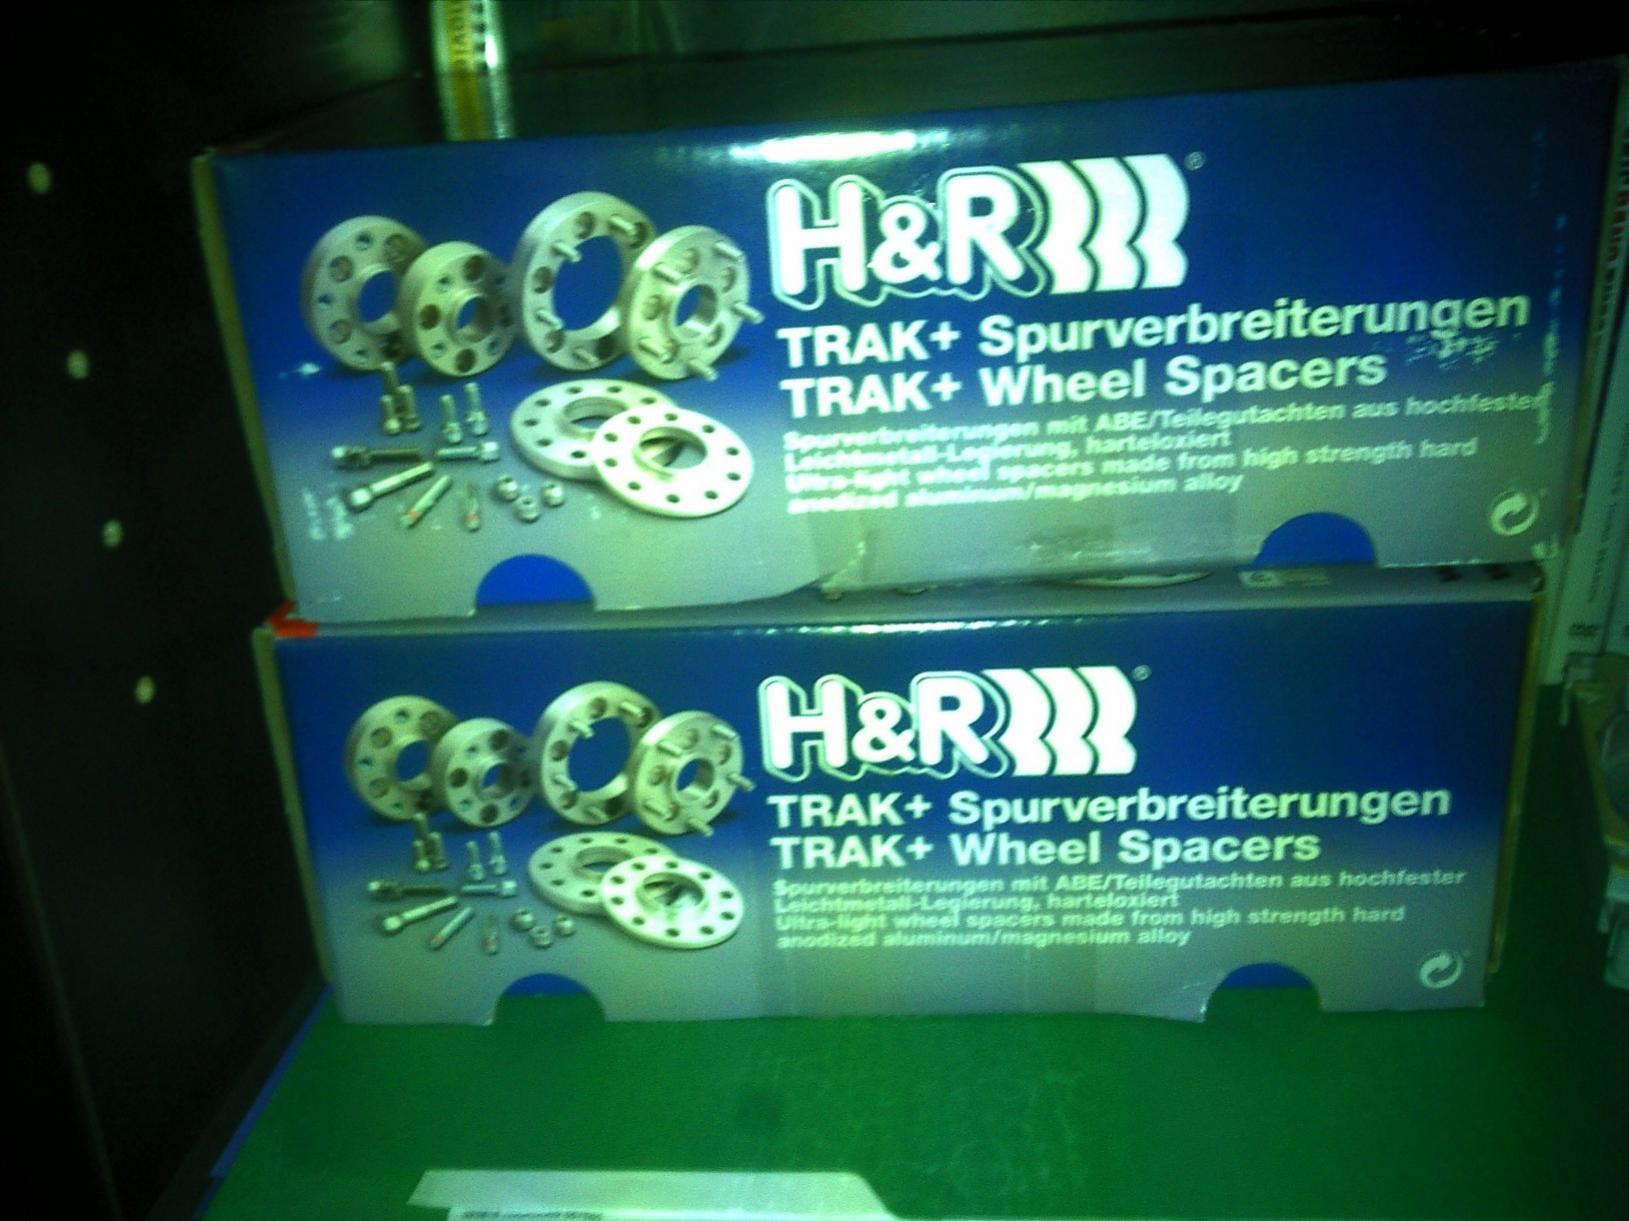 H&R®
TRAK+ Spurverbreiterungen
TRAK+ Wheel Spacers
Spurverbreiterungen mit ABE/Teilegutachten aus hochfester
Leichtmetall-Legierung, harteloxiert
Ultra-light wheel spacers made from high strength hard
anodized aluminum/magnesium alloy
H&R®
TRAK+ Spurverbreiterungen
TRAK+ Wheel Spacers
Spurverbreiterungen mit ABE/Teilegutachten aus hochfester
Leichtmetall-Legierung, harteloxiert
Ultra-light wheel spacers made from high strength hard
anodized aluminum/magnesium alloy